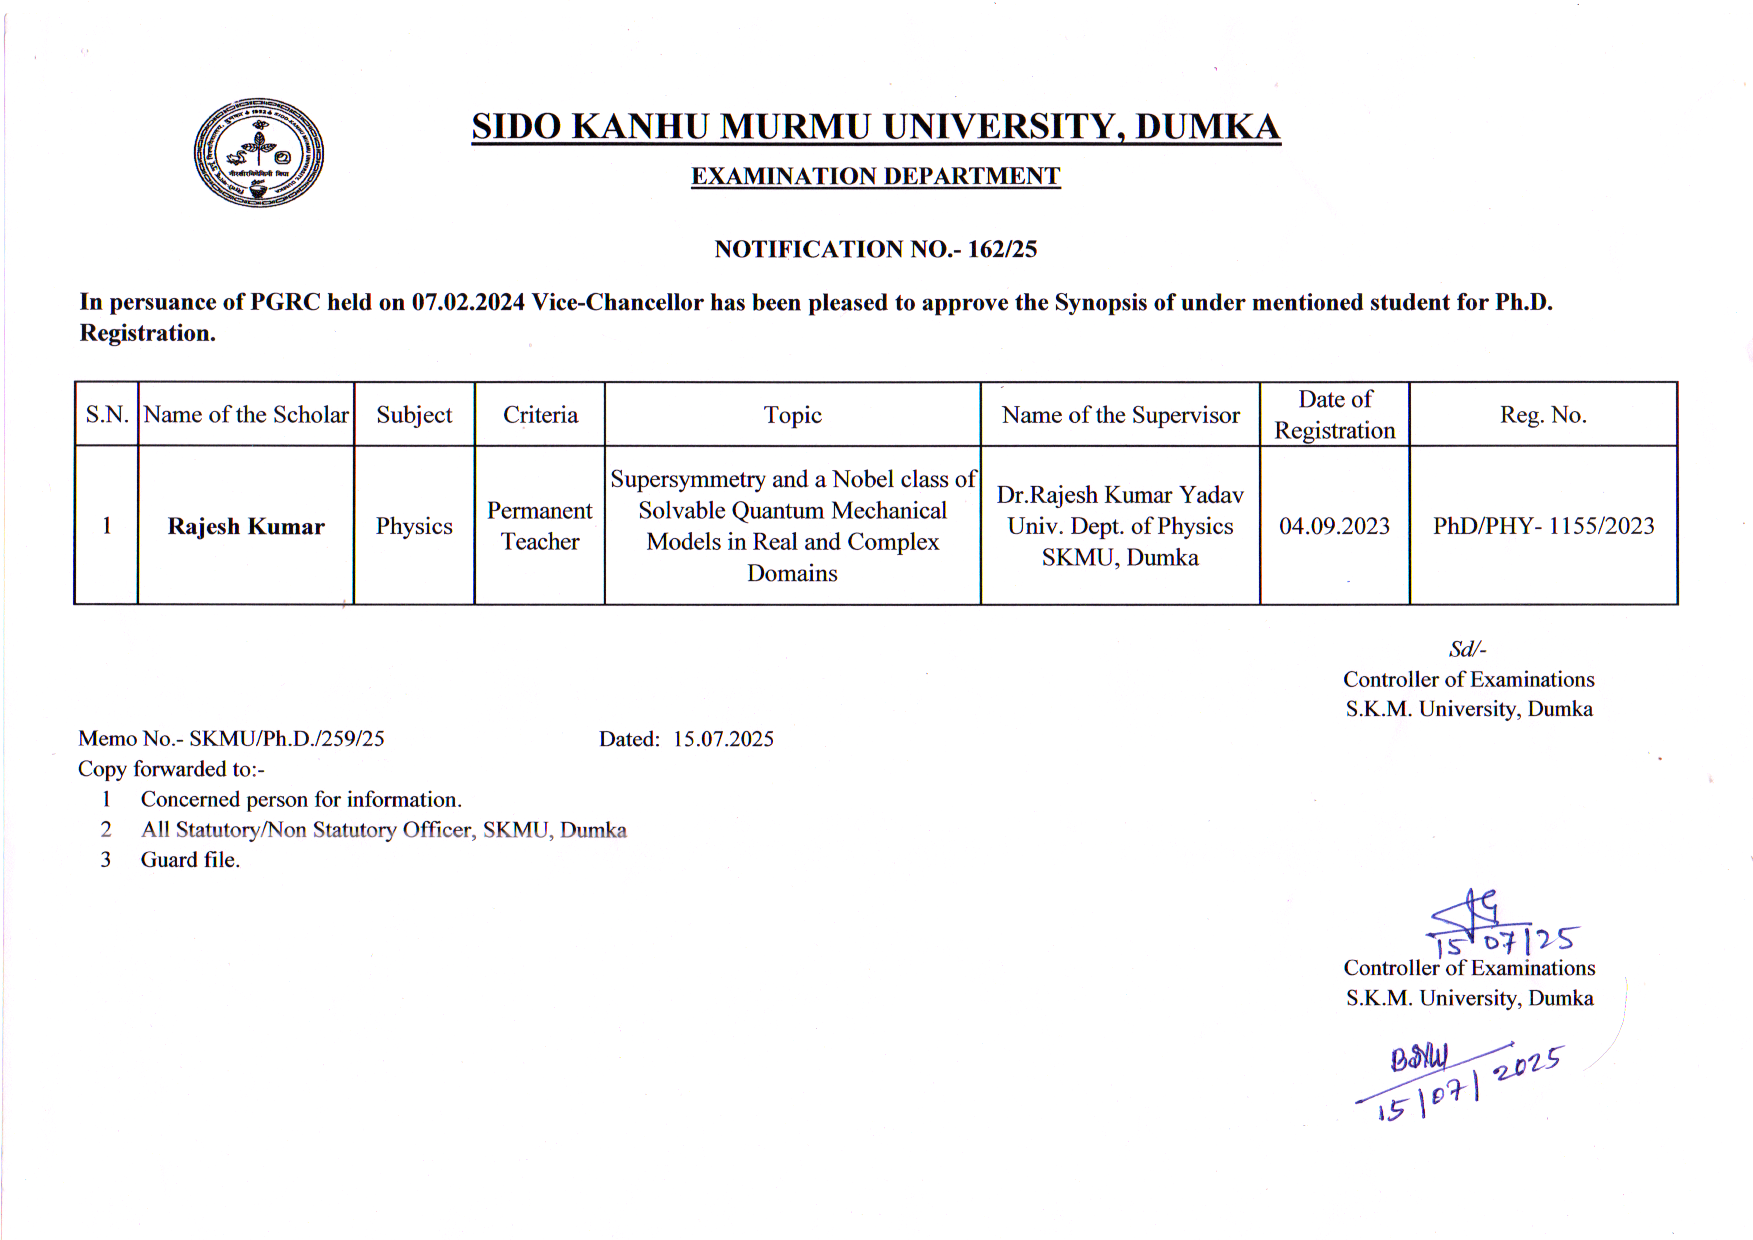 SIDO KANHU MURMU UNIVERSITY, DUMKA
EXAMINATION DEPARTMENT
NOTIFICATION NO.- 162/25
In persuance of PGRC held on 07.02.2024 Vice-Chancellor has been pleased to approve the Synopsis of under mentioned student for Ph.D.
Registration.
S.N. Name of the Scholar Subject Criteria Topic Name of the Supervisor Date of Registration Reg. No.
1 Rajesh Kumar Physics Permanent Teacher Supersymmetry and a Nobel class of Solvable Quantum Mechanical Models in Real and Complex Domains Dr.Rajesh Kumar Yadav Univ. Dept. of Physics SKMU, Dumka 04.09.2023 PhD/PHY- 1155/2023
Sd/-
Controller of Examinations
S.K.M. University, Dumka
Memo No.- SKMU/Ph.D./259/25 Dated: 15.07.2025
Copy forwarded to:-
1 Concerned person for information.
2 All Statutory/Non Statutory Officer, SKMU, Dumka
3 Guard file.
15 07/25
Controller of Examinations
S.K.M. University, Dumka
15/07/2025